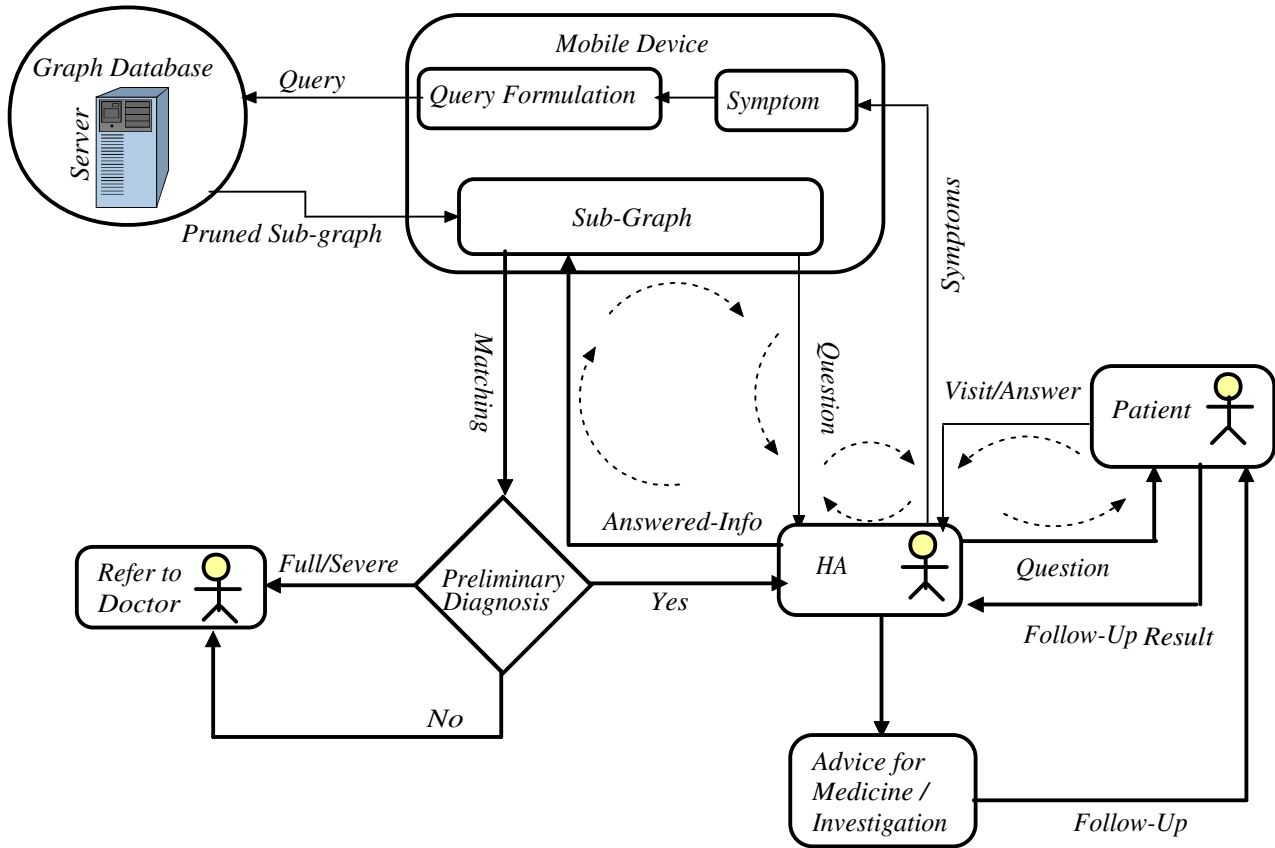 Mobile Device
Graph Database
Query
Query Formulation
Symptom
Server
Sub-Graph
Pruned Sub-graph
Symptoms
Matching
Question
Visit/Answer
Patient
Answered-Info
Refer to
Doctor
Full/Severe
Preliminary
Diagnosis
Yes
HA
Question
Follow-Up Result
No
Advice for
Medicine /
Investigation
Follow-Up